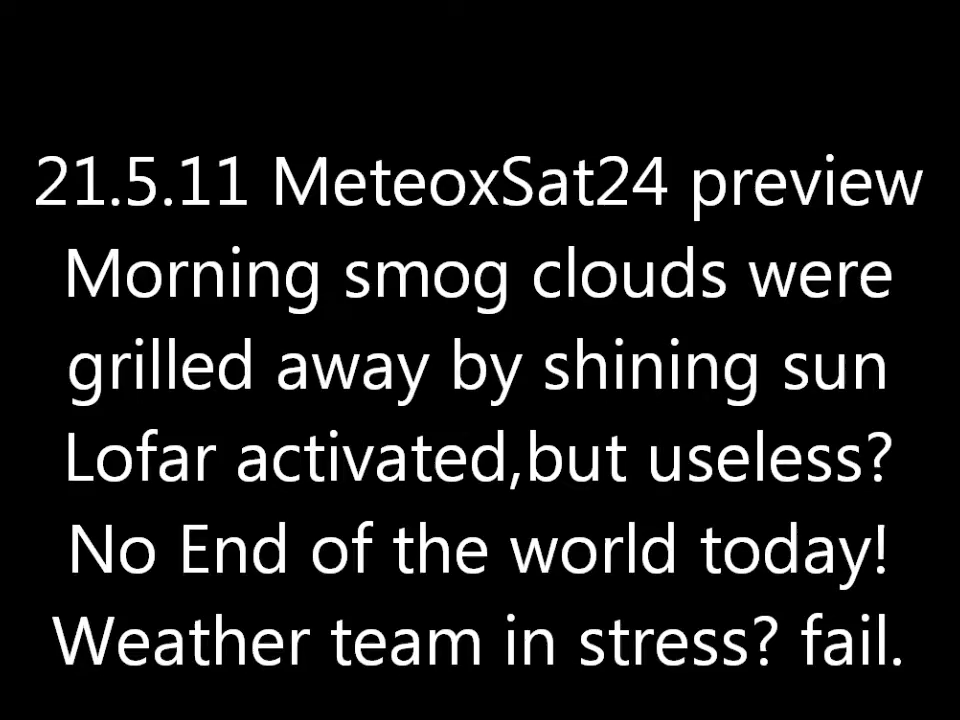 21.5.11 MeteoxSat24 preview
Morning smog clouds were
grilled away by shining sun
Lofar activated,but useless?
No End of the world today!
Weather team in stress? fail.